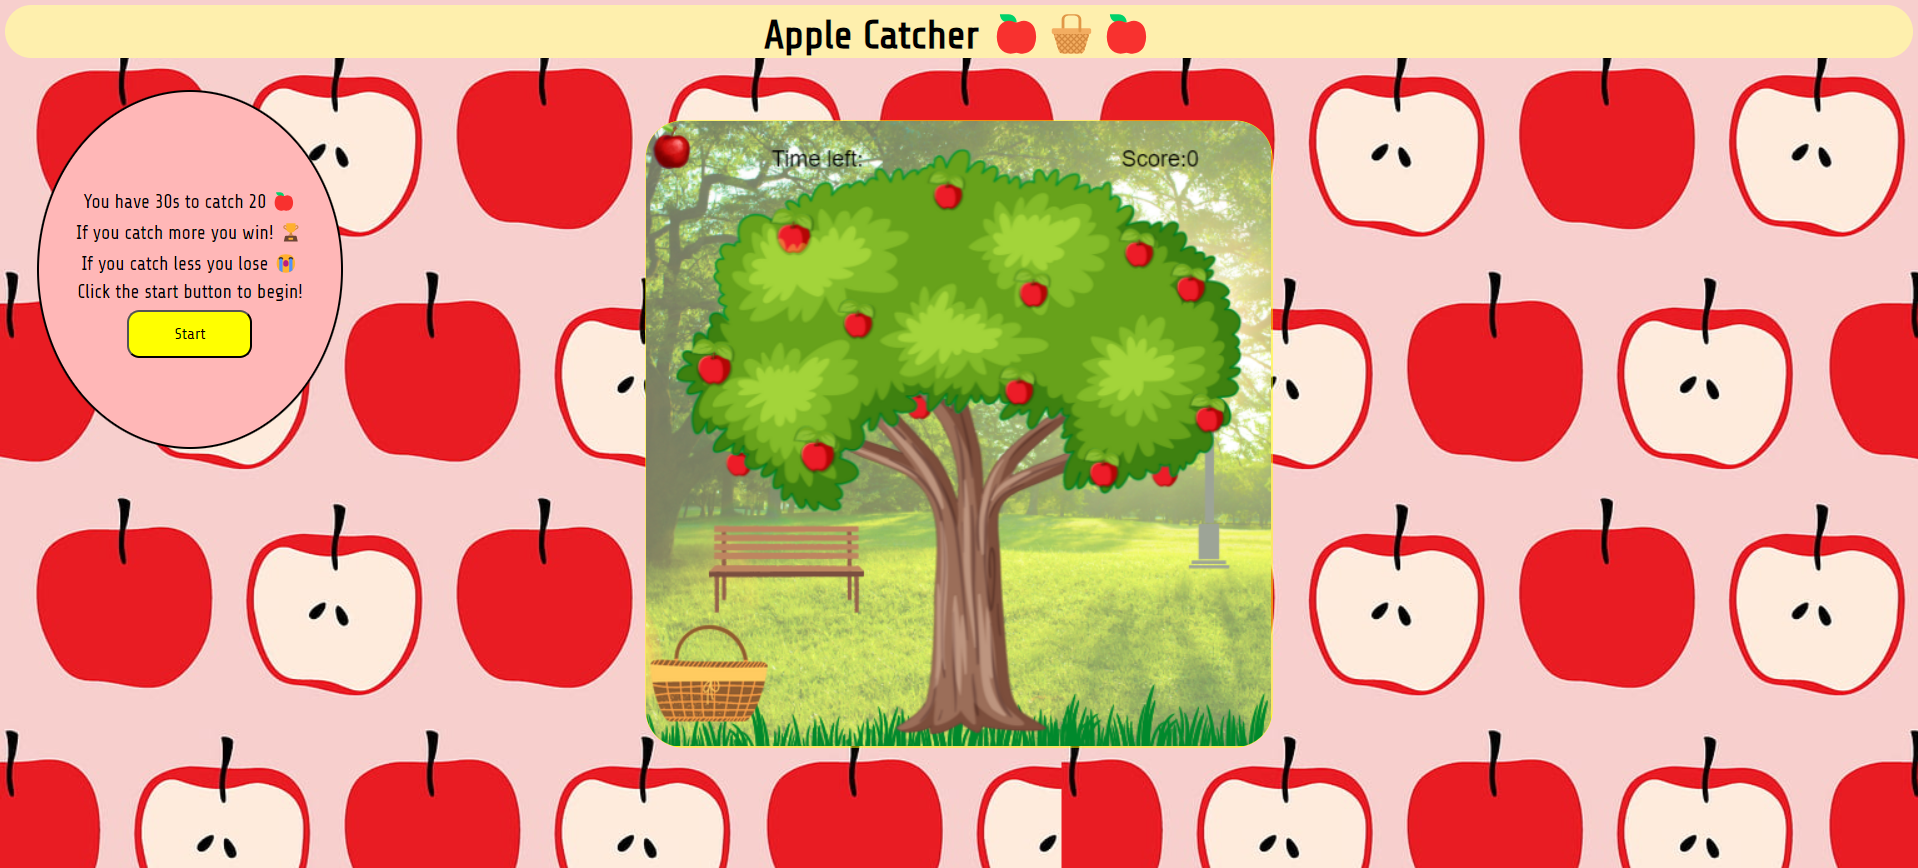 Apple Catcher 🍎 🧺 🍎
Time left:
Score:0
You have 30s to catch 20 🍎
If you catch more you win! 🏆
If you catch less you lose 😭
Click the start button to begin!
Start